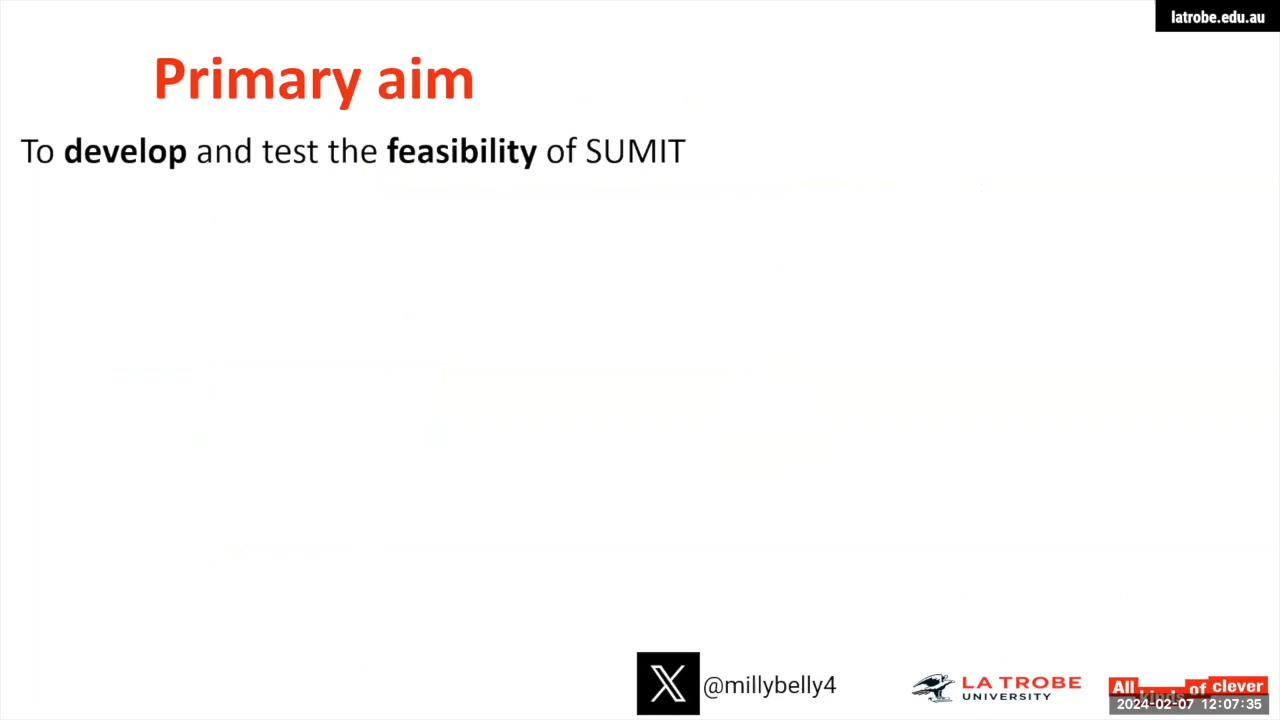 latrobe.edu.au
Primary aim
To develop and test the feasibility of SUMIT
X @millybelly4
LA TROBE
UNIVERSITY
All kinds of clever
2024-02-07 12:07:35